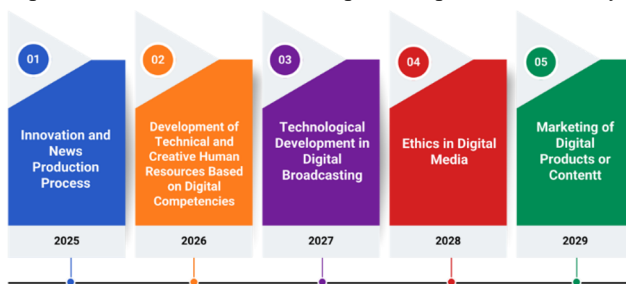 01
Innovation and
News
Production
Process
2025
02
Development of
Technical and
Creative Human
Resources Based
on Digital
Competencies
2026
03
Technological
Development in
Digital
Broadcasting
2027
04
Ethics in Digital
Media
2028
05
Marketing of
Digital
Products or
Contentt
2029